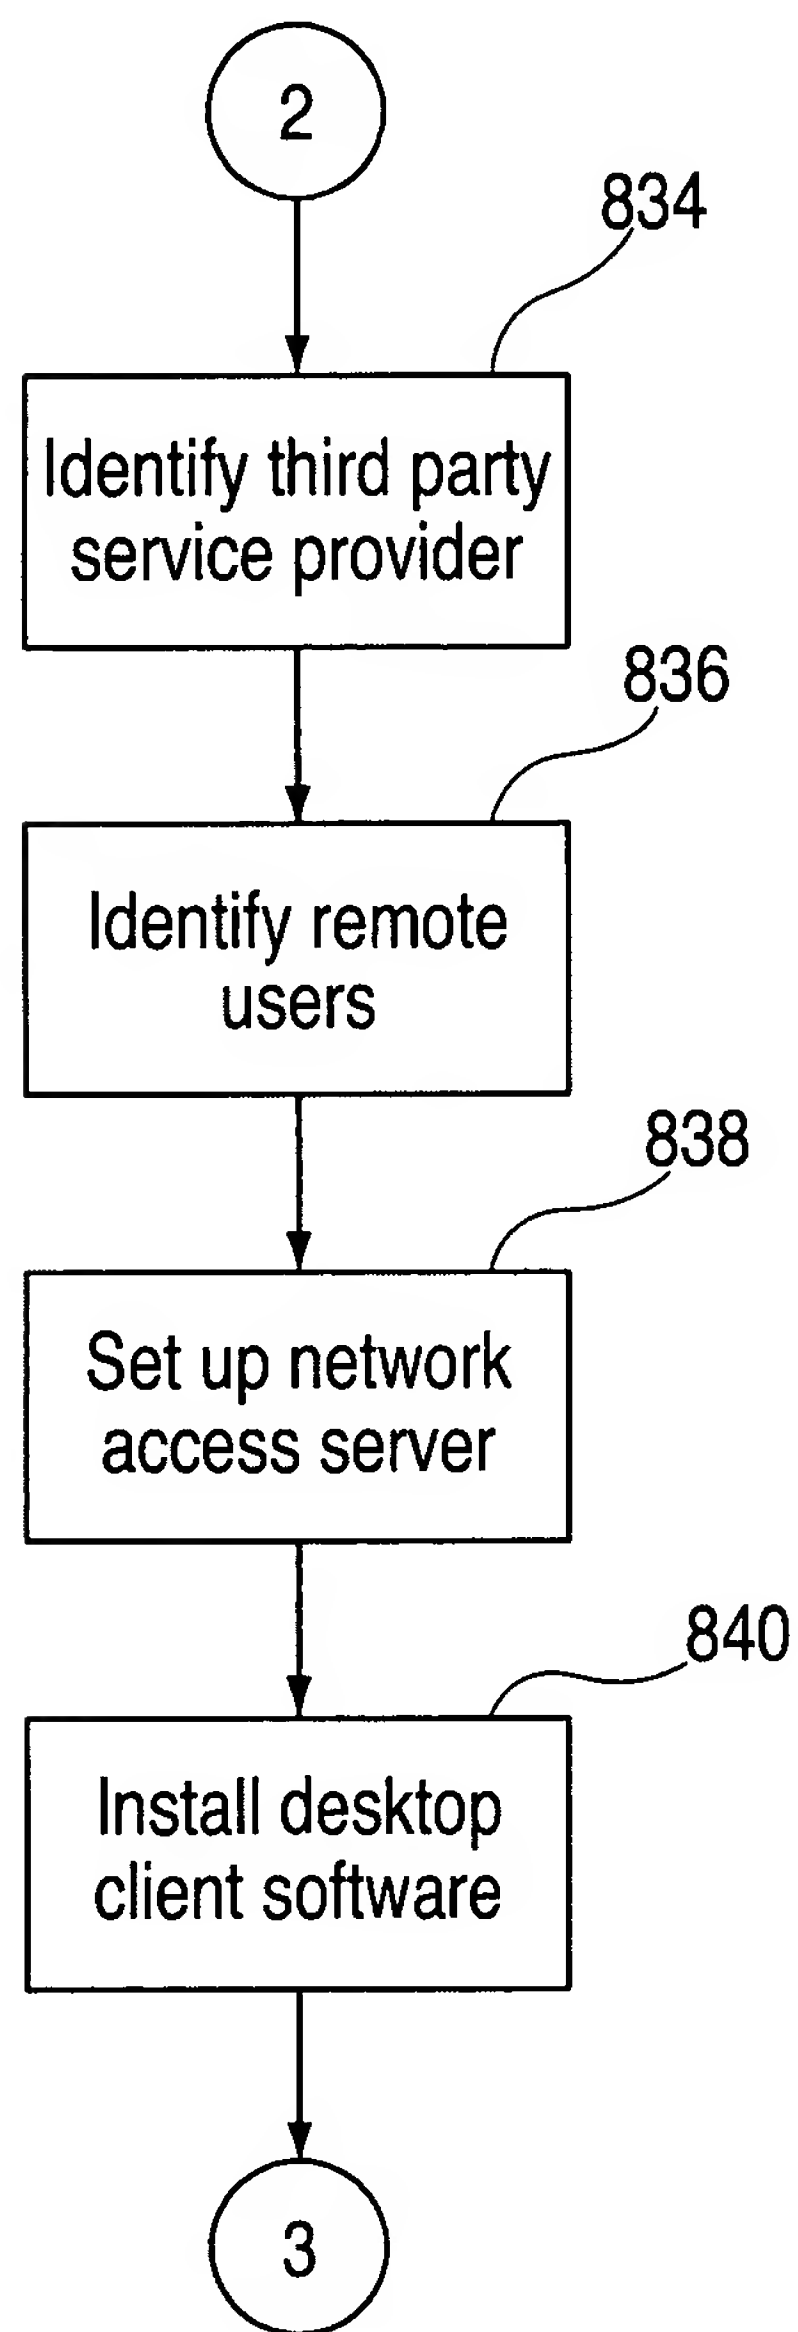 2
834
Identify third party
service provider
836
Identify remote
users
838
Set up network
access server
840
Install desktop
client software
3